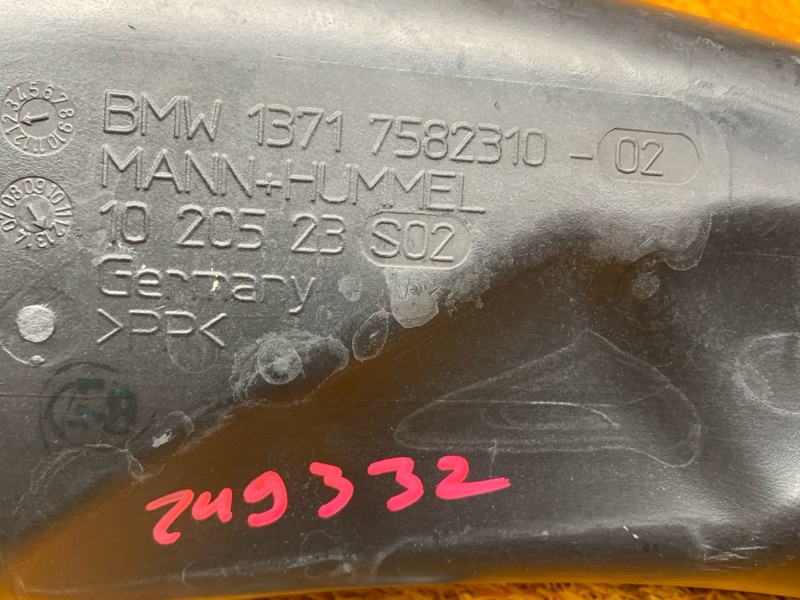 BMW 1371 7582310 - 02
MANN+HUMMEL
10 205 23 S02
Germany
>PP<
249332